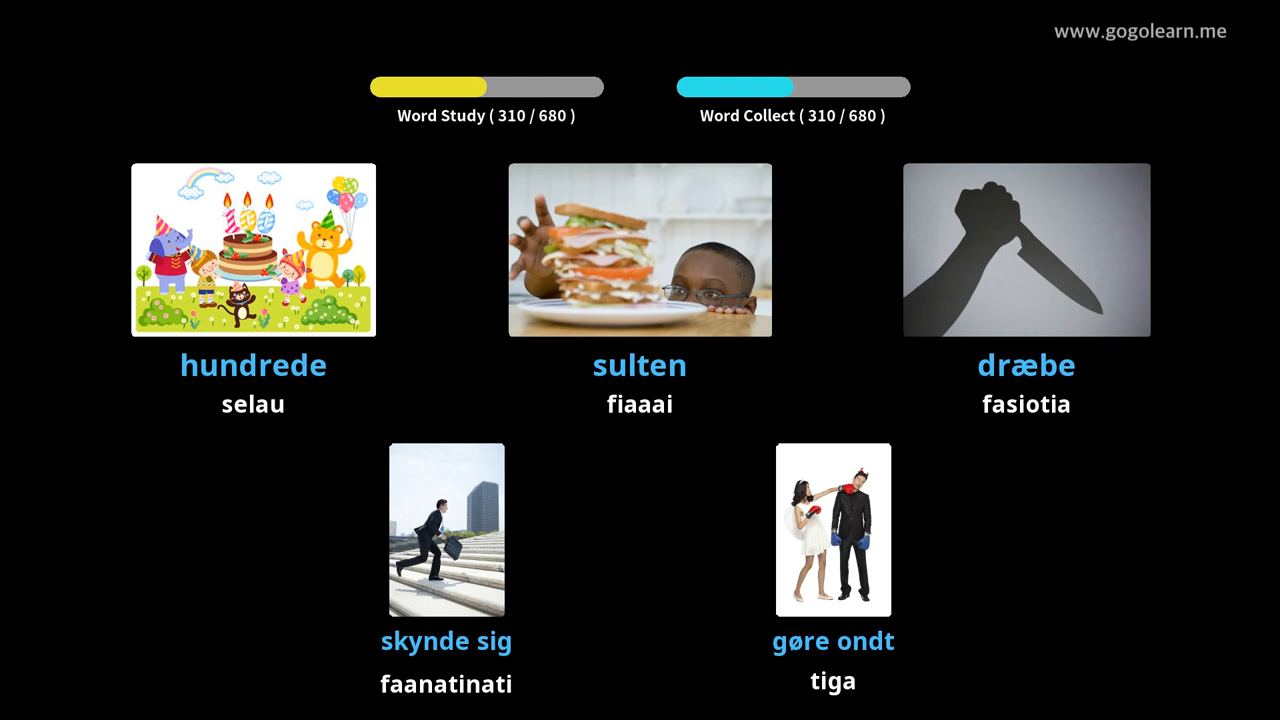 www.gogolearn.me
Word Study ( 310 / 680 )
Word Collect ( 310 / 680 )
100
hundrede
selau
sulten
fiaaai
dræbe
fasiotia
skynde sig
faanatinati
gøre ondt
tiga